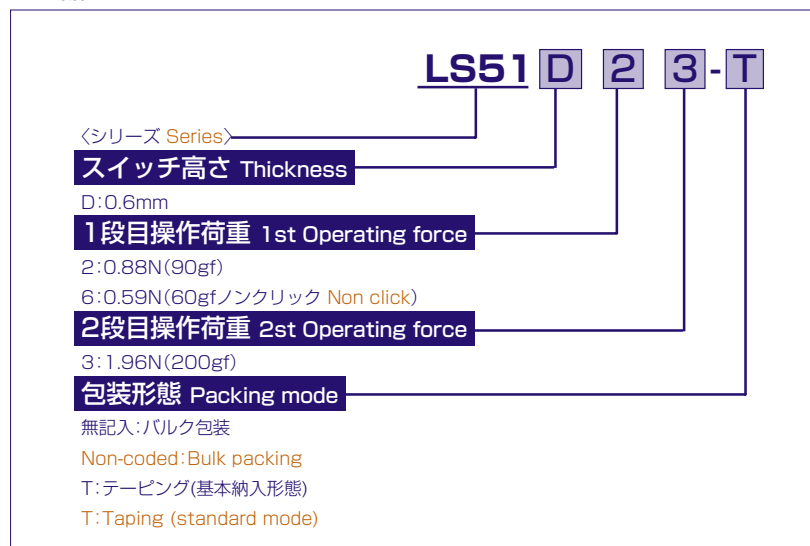 LS51 D 2 3 - T
〈シリーズ Series〉
スイッチ高さ Thickness
D:0.6mm
1段目操作荷重 1st Operating force
2:0.88N(90gf)
6:0.59N(60gfノンクリック Non click)
2段目操作荷重 2st Operating force
3:1.96N(200gf)
包装形態 Packing mode
無記入:バルク包装
Non-coded:Bulk packing
T:テーピング(基本納入形態)
T:Taping (standard mode)